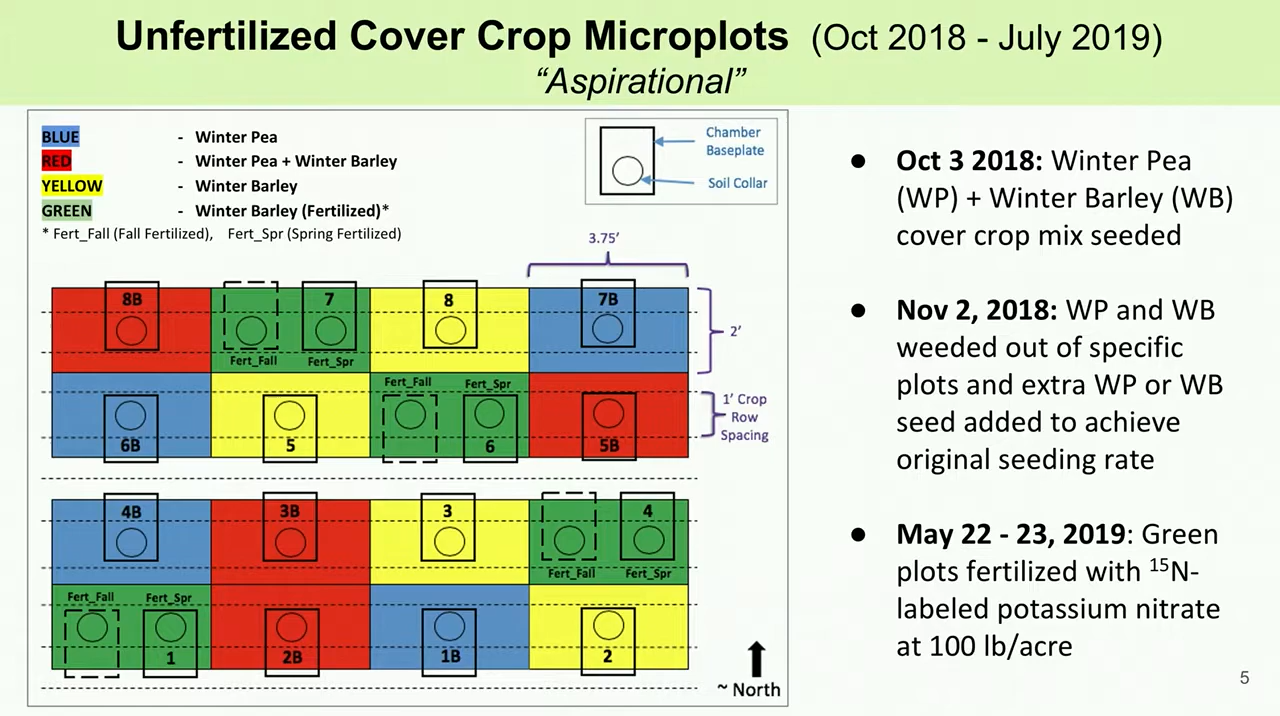 Unfertilized Cover Crop Microplots (Oct 2018 - July 2019)
“Aspirational”
BLUE - Winter Pea
RED - Winter Pea + Winter Barley
YELLOW - Winter Barley
GREEN - Winter Barley (Fertilized)*
* Fert_Fall (Fall Fertilized), Fert_Spr (Spring Fertilized)
Chamber
Baseplate
Soil Collar
3.75’
8B 7 8 7B
Fert_Fall Fert_Spr
2’
Fert_Fall Fert_Spr
6B 5 6 5B
1’ Crop
Row
Spacing
4B 3B 3 4
Fert_Fall Fert_Spr
Fert_Fall Fert_Spr
1 2B 1B 2
~ North
● Oct 3 2018: Winter Pea
(WP) + Winter Barley (WB)
cover crop mix seeded
● Nov 2, 2018: WP and WB
weeded out of specific
plots and extra WP or WB
seed added to achieve
original seeding rate
● May 22 - 23, 2019: Green
plots fertilized with ¹⁵N-
labeled potassium nitrate
at 100 lb/acre
5